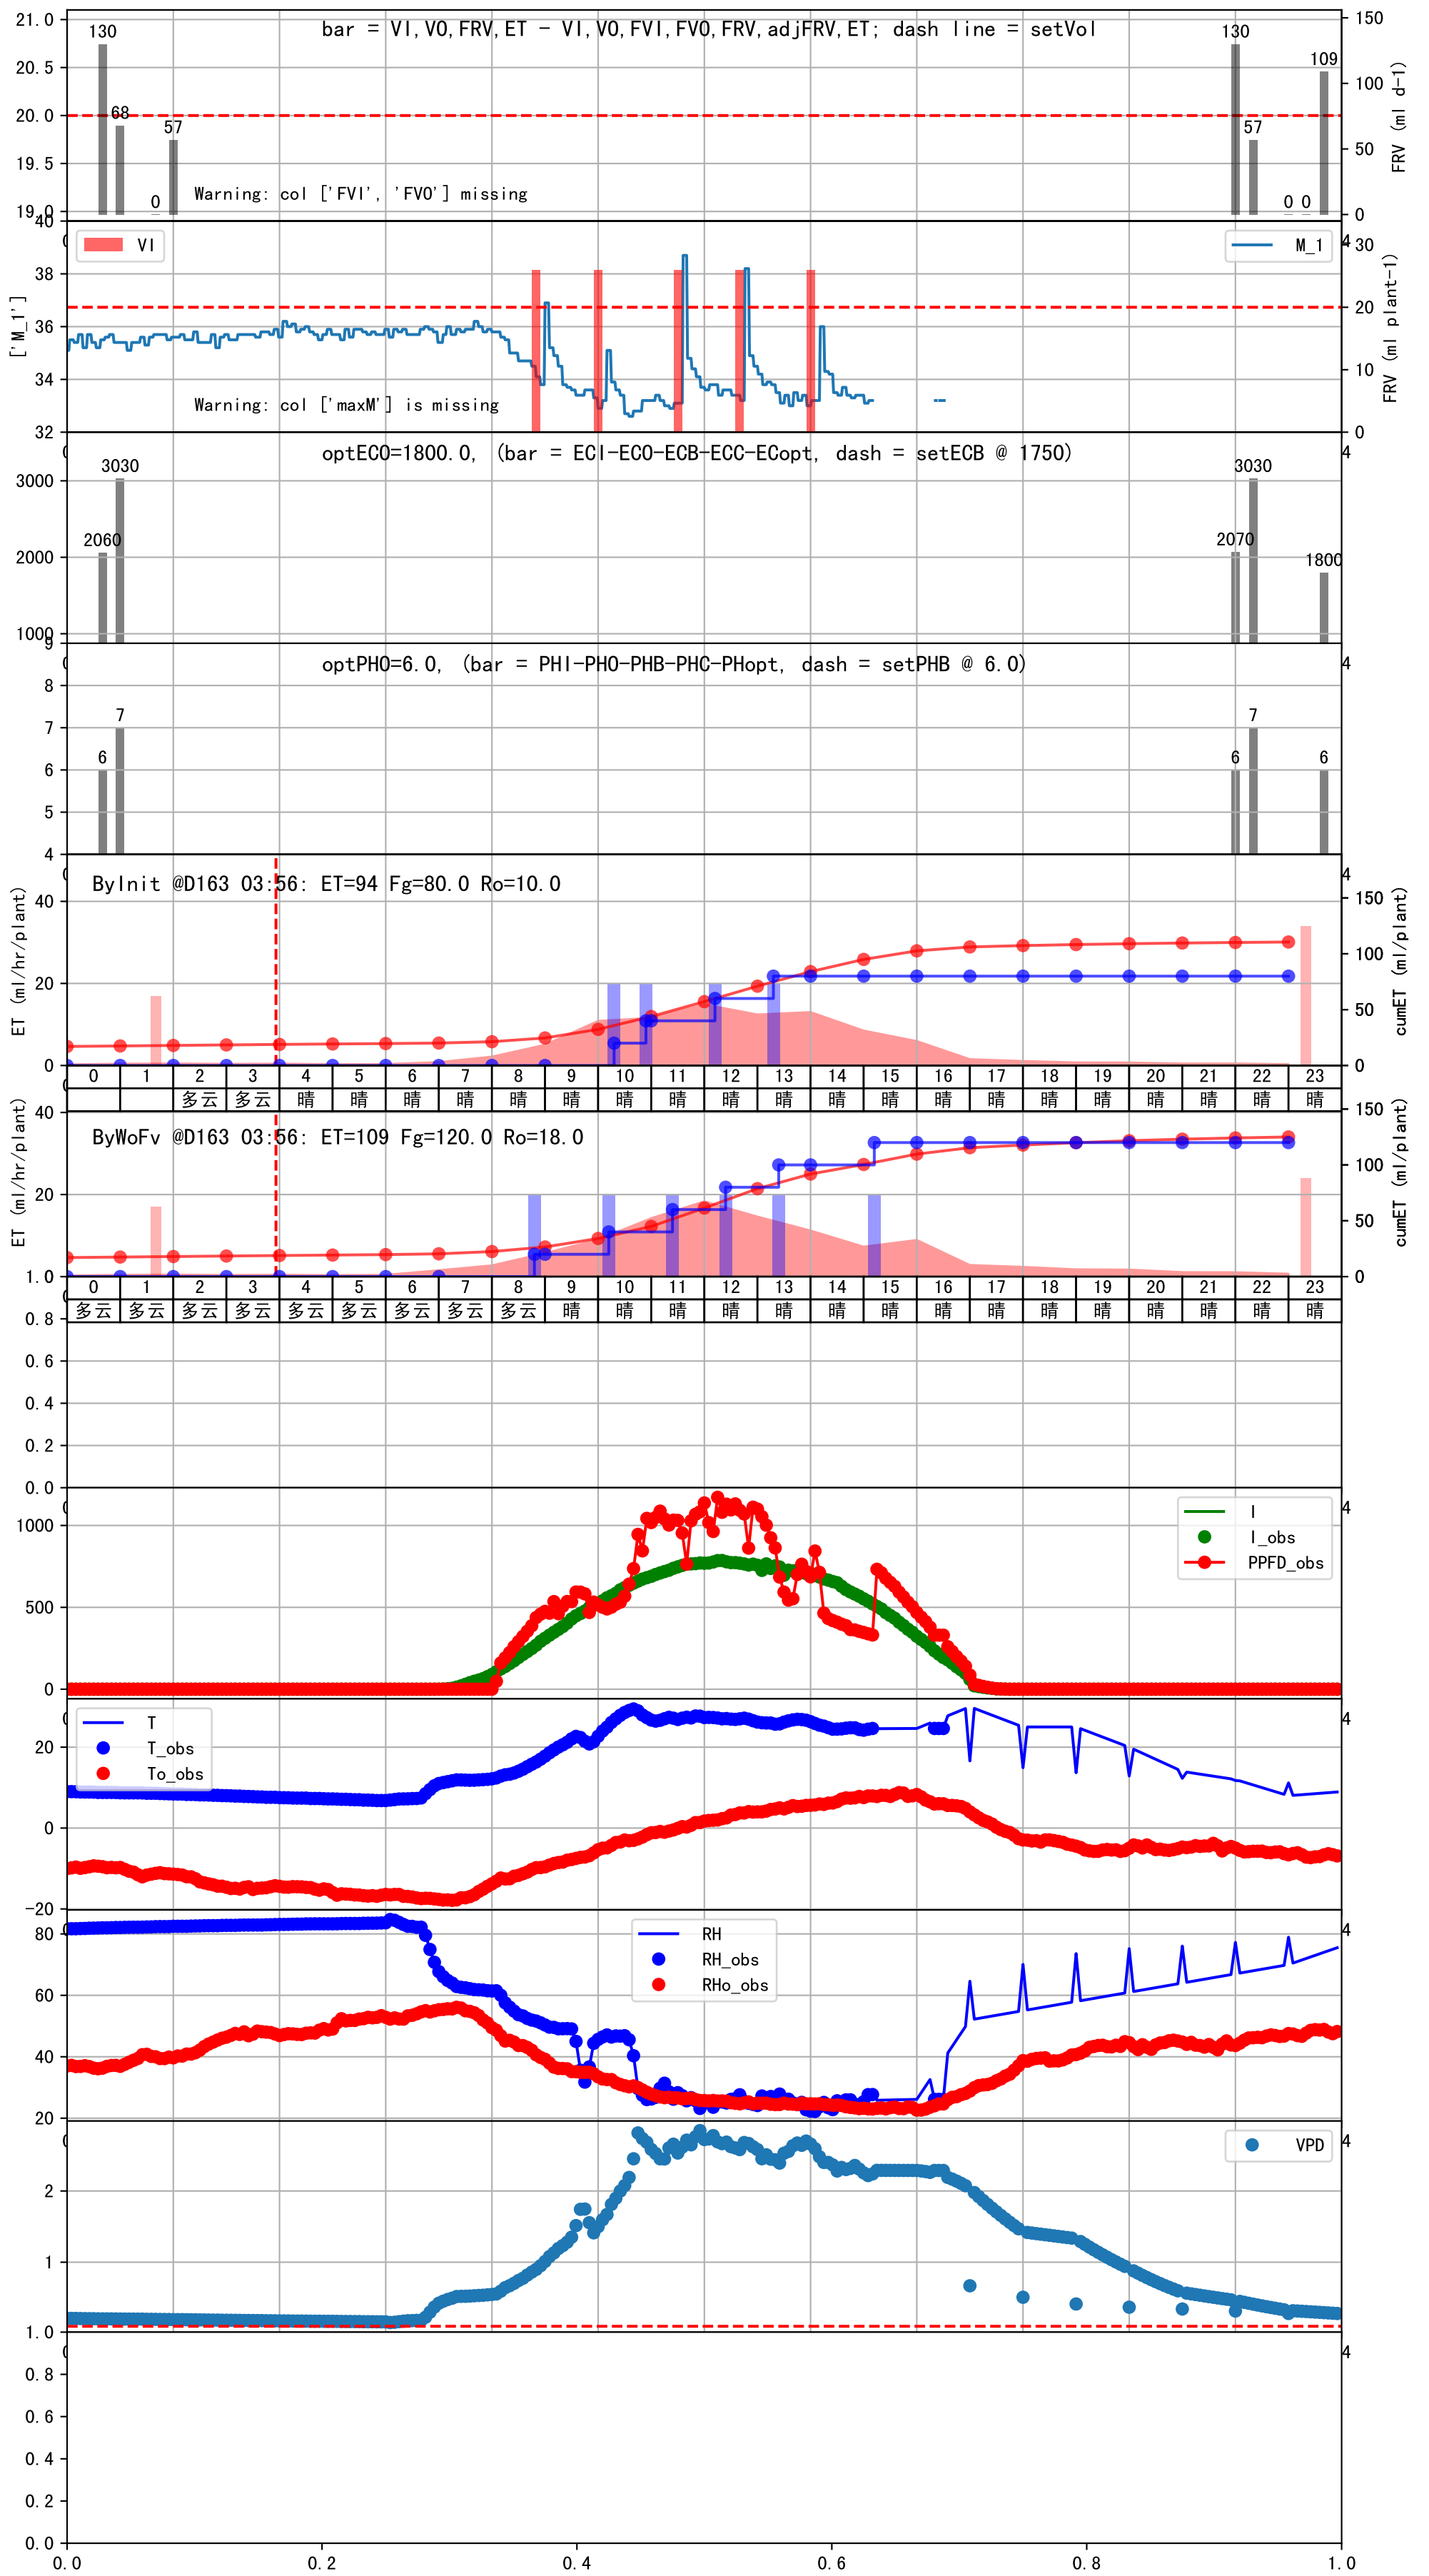 bar = VI,VO,FRV,ET - VI,VO,FVI,FVO,FRV,adjFRV,ET; dash line = setVol
21.0
20.5
20.0
19.5
19.0
130
68
0
57
130
57
0 0
109
150
100
50
0
FRV (ml d-1)
Warning: col ['FVI', 'FVO'] missing
40
38
36
34
32
['M_1']
VI
M_1
30
20
10
0
FRV (ml plant-1)
Warning: col ['maxM'] is missing
4
optECO=1800.0, (bar = ECI-ECO-ECB-ECC-ECopt, dash = setECB @ 1750)
3000
2000
1000
2060
3030
2070
3030
1800
4
optPHO=6.0, (bar = PHI-PHO-PHB-PHC-PHopt, dash = setPHB @ 6.0)
9
8
7
6
5
4
6
7
6
7
6
4
ByInit @D163 03:56: ET=94 Fg=80.0 Ro=10.0
ET (ml/hr/plant)
40
20
0
4
150
100
50
0
cumET (ml/plant)
0 1 2 3 4 5 6 7 8 9 10 11 12 13 14 15 16 17 18 19 20 21 22 23
多云 多云 晴 晴 晴 晴 晴 晴 晴 晴 晴 晴 晴 晴 晴 晴 晴 晴 晴 晴 晴 晴
ByWoFv @D163 03:56: ET=109 Fg=120.0 Ro=18.0
ET (ml/hr/plant)
40
20
1.0
150
100
50
0
cumET (ml/plant)
0 1 2 3 4 5 6 7 8 9 10 11 12 13 14 15 16 17 18 19 20 21 22 23
多云 多云 多云 多云 多云 多云 多云 多云 多云 晴 晴 晴 晴 晴 晴 晴 晴 晴 晴 晴 晴 晴 晴 晴
0.8
0.6
0.4
0.2
0.0
4
1000
500
0
I
I_obs
PPFD_obs
4
20
0
-20
T
T_obs
To_obs
4
80
60
40
20
RH
RH_obs
RHo_obs
4
2
1
VPD
4
1.0
0.8
0.6
0.4
0.2
0.0
0.0 0.2 0.4 0.6 0.8 1.0